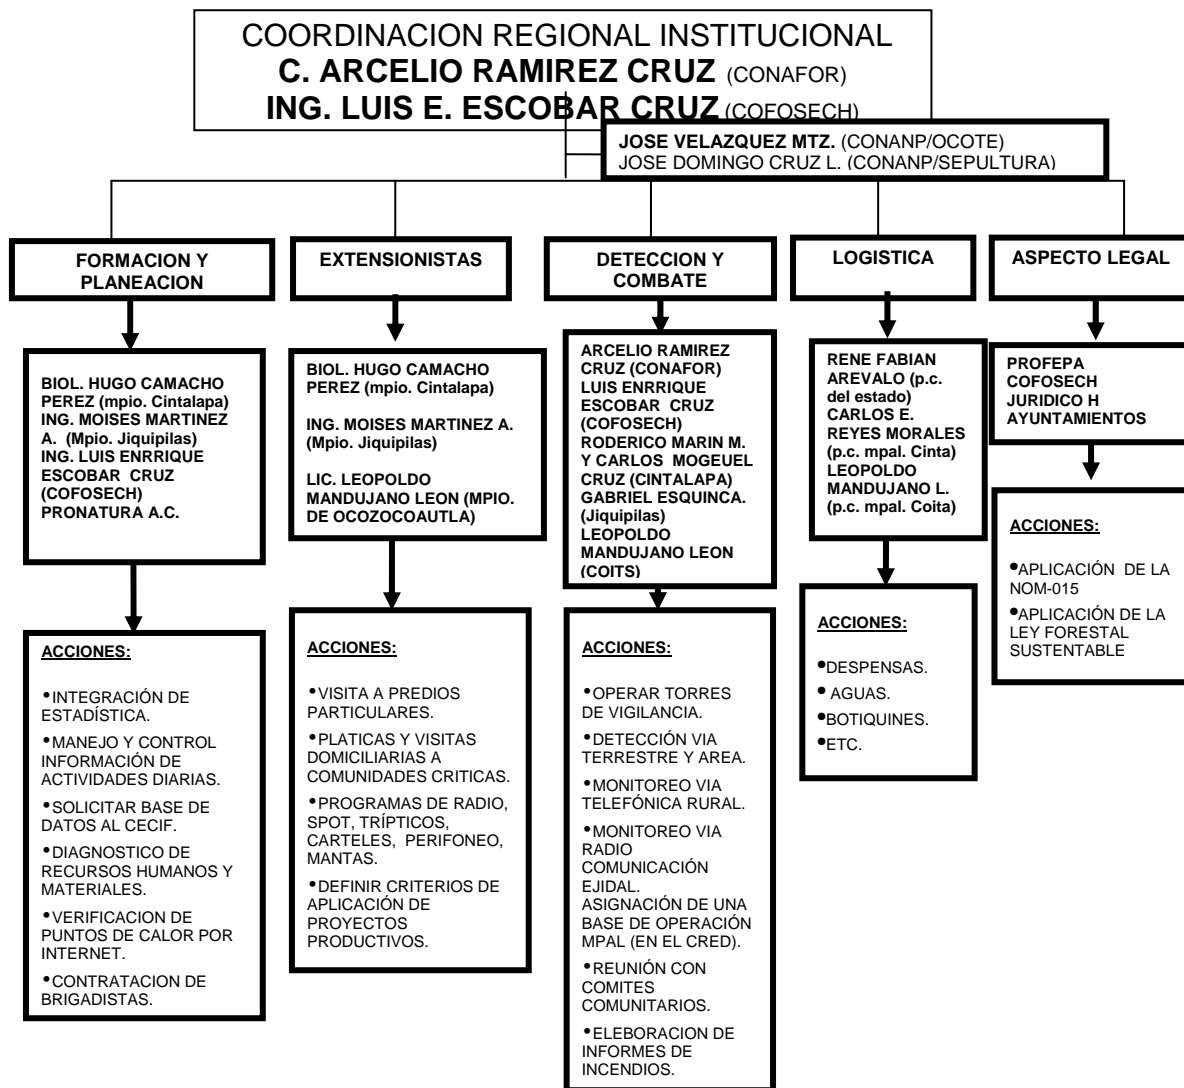 COORDINACION REGIONAL INSTITUCIONAL
C. ARCELIO RAMIREZ CRUZ (CONAFOR)
ING. LUIS E. ESCOBAR CRUZ (COFOSECH)
JOSE VELAZQUEZ MTZ. (CONANP/OCOTE)
JOSE DOMINGO CRUZ L. (CONANP/SEPULTURA)
FORMACION Y
PLANEACION
BIOL. HUGO CAMACHO
PEREZ (mpio. Cintalapa)
ING. MOISES MARTINEZ
A. (Mpio. Jiquipilas)
ING. LUIS ENRRIQUE
ESCOBAR CRUZ
(COFOSECH)
PRONATURA A.C.
ACCIONES:
•INTEGRACIÓN DE
ESTADÍSTICA.
•MANEJO Y CONTROL
INFORMACIÓN DE
ACTIVIDADES DIARIAS.
•SOLICITAR BASE DE
DATOS AL CECIF.
•DIAGNOSTICO DE
RECURSOS HUMANOS Y
MATERIALES.
•VERIFICACION DE
PUNTOS DE CALOR POR
INTERNET.
•CONTRATACION DE
BRIGADISTAS.
EXTENSIONISTAS
BIOL. HUGO CAMACHO
PEREZ (mpio. Cintalapa)
ING. MOISES MARTINEZ A.
(Mpio. Jiquipilas)
LIC. LEOPOLDO
MANDUJANO LEON (MPIO.
DE OCOZOCOAUTLA)
ACCIONES:
•VISITA A PREDIOS
PARTICULARES.
•PLATICAS Y VISITAS
DOMICILIARIAS A
COMUNIDADES CRITICAS.
•PROGRAMAS DE RADIO,
SPOT, TRÍPTICOS,
CARTELES, PERIFONEO,
MANTAS.
•DEFINIR CRITERIOS DE
APLICACIÓN DE
PROYECTOS
PRODUCTIVOS.
DETECCION Y
COMBATE
ARCELIO RAMIREZ
CRUZ (CONAFOR)
LUIS ENRRIQUE
ESCOBAR CRUZ
(COFOSECH)
RODERICO MARIN M.
Y CARLOS MOGEUEL
CRUZ (CINTALAPA)
GABRIEL ESQUINCA.
(Jiquipilas)
LEOPOLDO
MANDUJANO LEON
(COITS)
ACCIONES:
•OPERAR TORRES
DE VIGILANCIA.
•DETECCIÓN VIA
TERRESTRE Y AREA.
•MONITOREO VIA
TELEFÓNICA RURAL.
•MONITOREO VIA
RADIO
COMUNICACIÓN
EJIDAL.
ASIGNACIÓN DE UNA
BASE DE OPERACIÓN
MPAL (EN EL CRED).
•REUNIÓN CON
COMITES
COMUNITARIOS.
•ELEBORACION DE
INFORMES DE
INCENDIOS.
LOGISTICA
RENE FABIAN
AREVALO (p.c.
del estado)
CARLOS E.
REYES MORALES
(p.c. mpal. Cinta)
LEOPOLDO
MANDUJANO L.
(p.c. mpal. Coita)
ACCIONES:
•DESPENSAS.
• AGUAS.
•BOTIQUINES.
•ETC.
ASPECTO LEGAL
PROFEPA
COFOSECH
JURIDICO H
AYUNTAMIENTOS
ACCIONES:
•APLICACIÓN DE LA
NOM-015
•APLICACIÓN DE LA
LEY FORESTAL
SUSTENTABLE